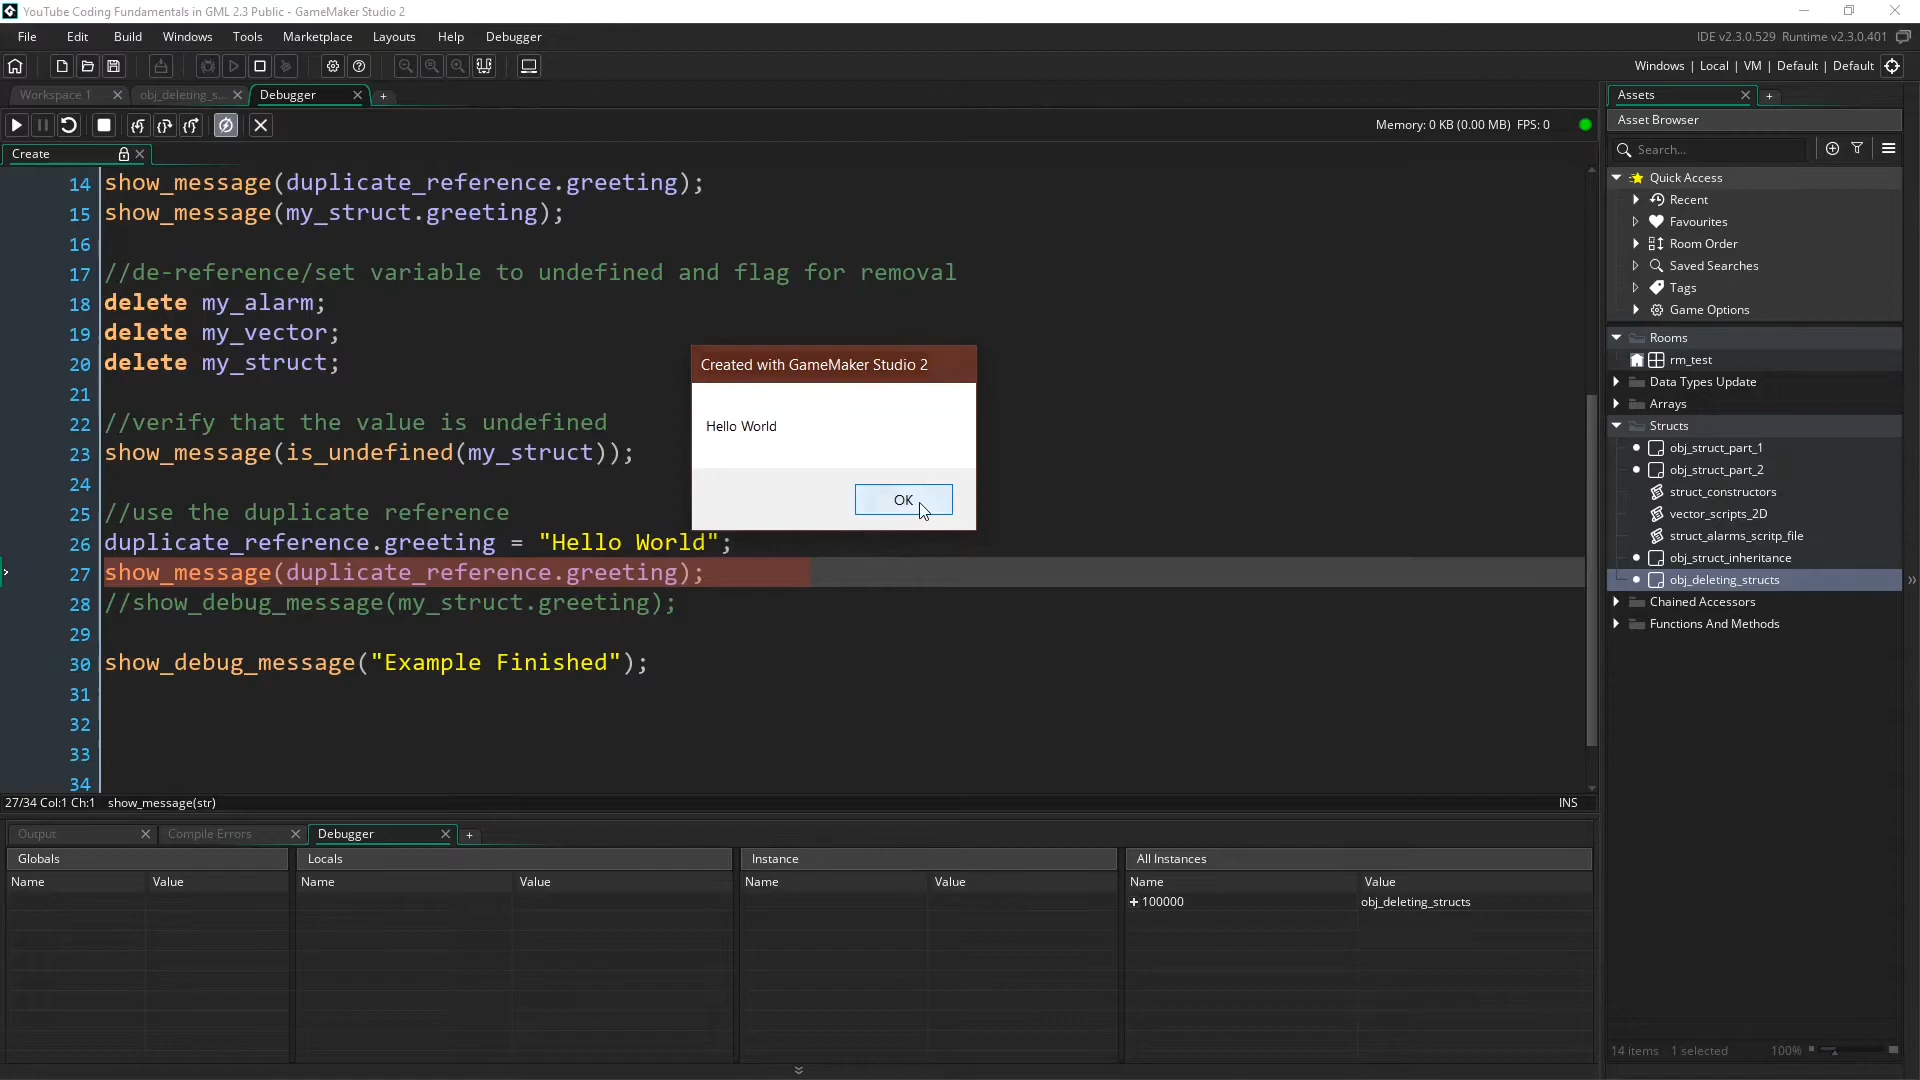 YouTube Coding Fundamentals in GML 2.3 Public - GameMaker Studio 2
File Edit Build Windows Tools Marketplace Layouts Help Debugger
IDE v2.3.0.529 Runtime v2.3.0.401
Windows | Local | VM | Default | Default
Workspace 1
obj_deleting_s...
Debugger
Memory: 0 KB (0.00 MB) FPS: 0
Create
14 show_message(duplicate_reference.greeting);
15 show_message(my_struct.greeting);
16
17 //de-reference/set variable to undefined and flag for removal
18 delete my_alarm;
19 delete my_vector;
20 delete my_struct;
21
22 //verify that the value is undefined
23 show_message(is_undefined(my_struct));
24
25 //use the duplicate reference
26 duplicate_reference.greeting = "Hello World";
27 show_message(duplicate_reference.greeting);
28 //show_debug_message(my_struct.greeting);
29
30 show_debug_message("Example Finished");
31
32
33
34
Created with GameMaker Studio 2
Hello World
OK
27/34 Col:1 Ch:1 show_message(str)
INS
Output
Compile Errors
Debugger
Globals
Name Value
Locals
Name Value
Instance
Name Value
All Instances
Name Value
100000 obj_deleting_structs
Assets
Asset Browser
Search...
Quick Access
Recent
Favourites
Room Order
Saved Searches
Tags
Game Options
Rooms
rm_test
Data Types Update
Arrays
Structs
obj_struct_part_1
obj_struct_part_2
struct_constructors
vector_scripts_2D
struct_alarms_scritp_file
obj_struct_inheritance
obj_deleting_structs
Chained Accessors
Functions And Methods
14 items 1 selected 100%